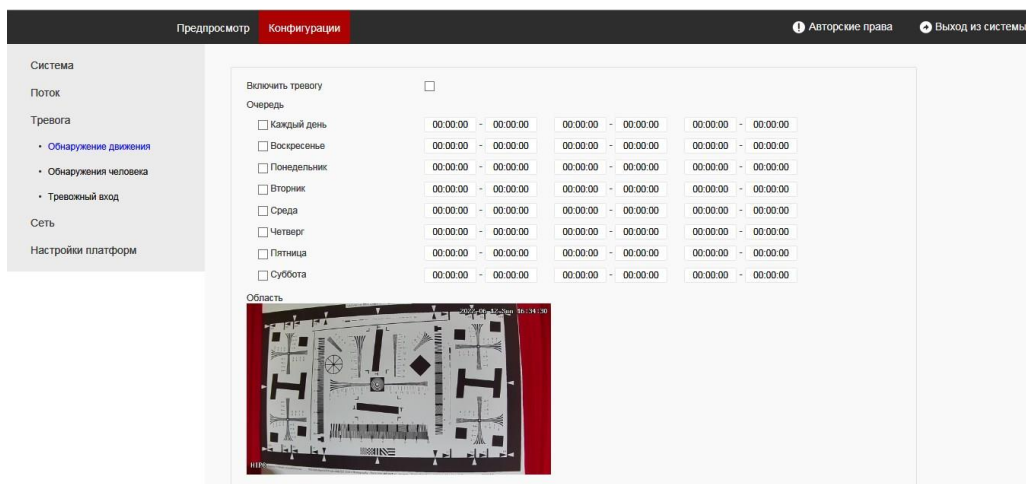 Предпросмотр Конфигурации Авторские права Выход из системы
Система
Поток
Тревога
• Обнаружение движения
• Обнаружения человека
• Тревожный вход
Сеть
Настройки платформ
Включить тревогу
Очередь
Каждый день 00:00:00 - 00:00:00 00:00:00 - 00:00:00 00:00:00 - 00:00:00
Воскресенье 00:00:00 - 00:00:00 00:00:00 - 00:00:00 00:00:00 - 00:00:00
Понедельник 00:00:00 - 00:00:00 00:00:00 - 00:00:00 00:00:00 - 00:00:00
Вторник 00:00:00 - 00:00:00 00:00:00 - 00:00:00 00:00:00 - 00:00:00
Среда 00:00:00 - 00:00:00 00:00:00 - 00:00:00 00:00:00 - 00:00:00
Четверг 00:00:00 - 00:00:00 00:00:00 - 00:00:00 00:00:00 - 00:00:00
Пятница 00:00:00 - 00:00:00 00:00:00 - 00:00:00 00:00:00 - 00:00:00
Суббота 00:00:00 - 00:00:00 00:00:00 - 00:00:00 00:00:00 - 00:00:00
Область
2022-06-12-Sun 16:34:30